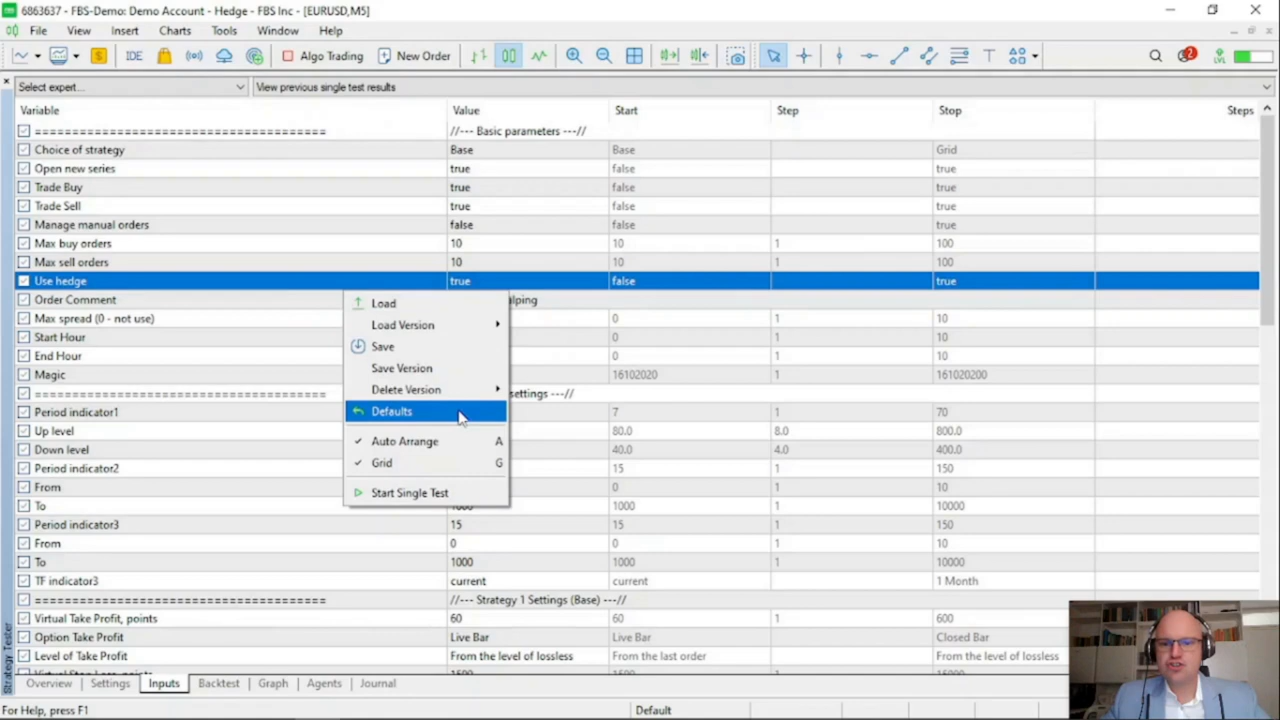 6863637 - FBS-Demo: Demo Account - Hedge - FBS Inc - [EURUSD,M5]
File View Insert Charts Tools Window Help
IDE Algo Trading New Order 2
Select expert... View previous single test results
Variable Value Start Step Stop Steps
======================================= //--- Basic parameters ---//
Choice of strategy Base Base Grid
Open new series true false true
Trade Buy true false true
Trade Sell true false true
Manage manual orders false false true
Max buy orders 10 10 1 100
Max sell orders 10 10 1 100
Use hedge true false true
Order Comment
Max spread (0 - not use) 0 1 10
Start Hour 0 1 10
End Hour 0 1 10
Magic 16102020 1 161020200
=======================================
Period indicator1 7 1 70
Up level 80.0 8.0 800.0
Down level 40.0 4.0 400.0
Period indicator2 15 1 150
From 0 1 10
To 1000 1000 1 10000
Period indicator3 15 15 1 150
From 0 0 1 10
To 1000 1000 1 10000
TF indicator3 current current 1 Month
======================================= //--- Strategy 1 Settings (Base) ---//
Virtual Take Profit, points 60 60 1 600
Option Take Profit Live Bar Live Bar Closed Bar
Level of Take Profit From the level of lossless From the last order From the level of lossless
Load
Load Version
Save
Save Version
Delete Version
Defaults
Auto Arrange A
Grid G
Start Single Test
Strategy Tester
Overview Settings Inputs Backtest Graph Agents Journal
For Help, press F1 Default